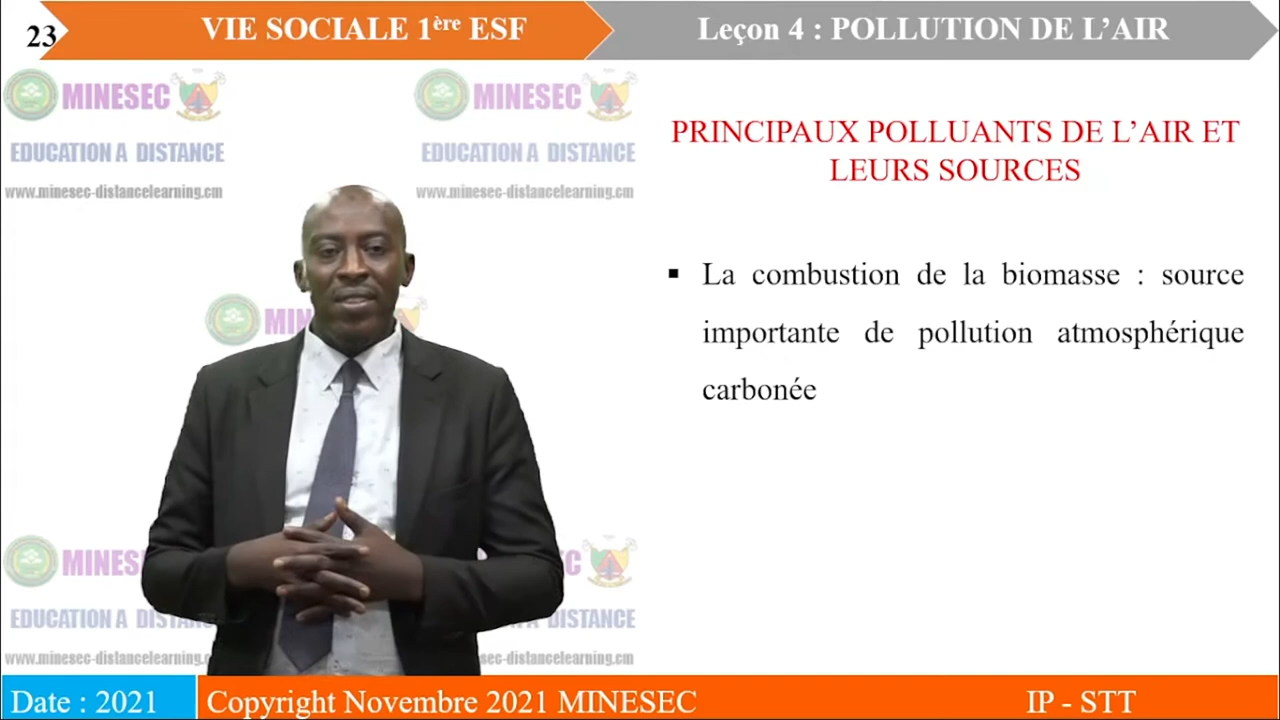 23
VIE SOCIALE 1ère ESF
Leçon 4 : POLLUTION DE L’AIR
MINESEC
MINESEC
EDUCATION A DISTANCE
EDUCATION A DISTANCE
www.minesec-distancelearning.cm
www.minesec-distancelearning.cm
PRINCIPAUX POLLUANTS DE L’AIR ET
LEURS SOURCES
▪ La combustion de la biomasse : source
importante de pollution atmosphérique
carbonée
Date : 2021
Copyright Novembre 2021 MINESEC
IP - STT